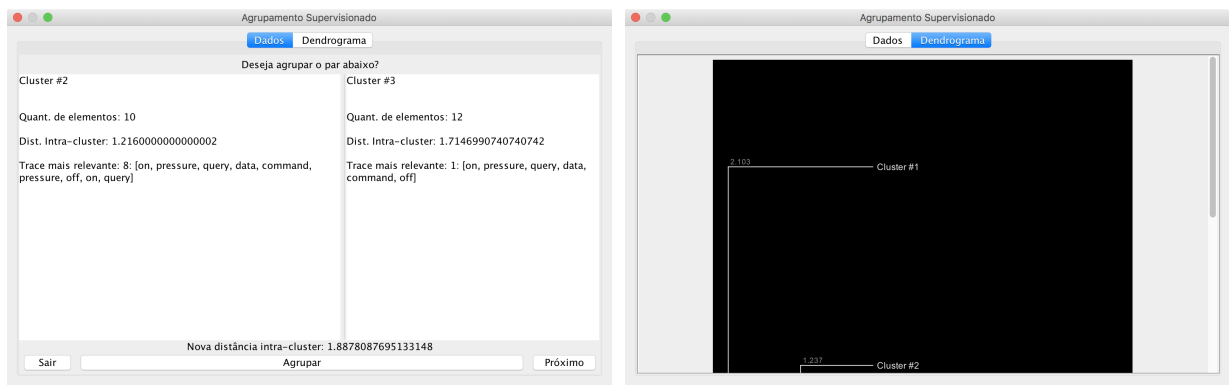 Agrupamento Supervisionado
Dados Dendrograma
Deseja agrupar o par abaixo?
Cluster #2
Quant. de elementos: 10
Dist. Intra-cluster: 1.2160000000000002
Trace mais relevante: 8: [on, pressure, query, data, command,
pressure, off, on, query]
Cluster #3
Quant. de elementos: 12
Dist. Intra-cluster: 1.7146990740740742
Trace mais relevante: 1: [on, pressure, query, data,
command, off]
Nova distância intra-cluster: 1.8878087695133148
Sair Agrupar Próximo
Agrupamento Supervisionado
Dados Dendrograma
2.103
Cluster #1
1.237
Cluster #2